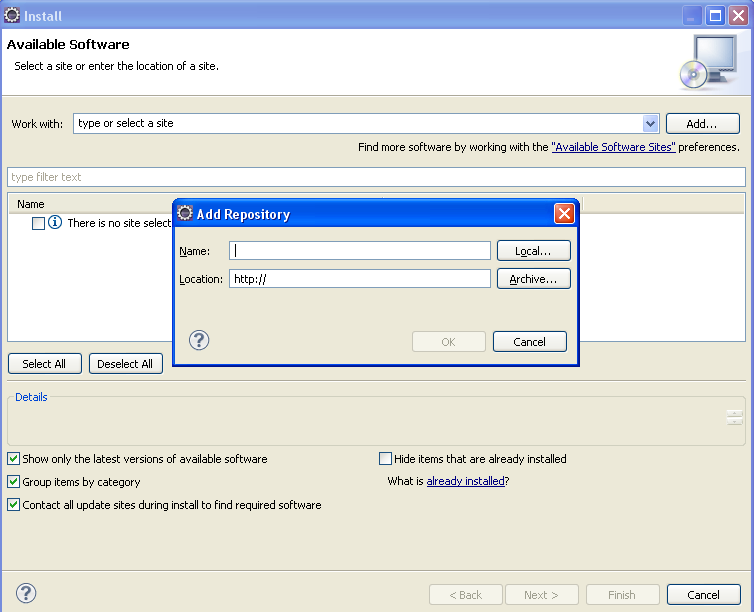 Install
Available Software
Select a site or enter the location of a site.
Work with: type or select a site Add...
Find more software by working with the "Available Software Sites" preferences.
type filter text
Name
There is no site select
Add Repository
Name: Local...
Location: http:// Archive...
? OK Cancel
Select All Deselect All
Details
Show only the latest versions of available software Hide items that are already installed
Group items by category What is already installed?
Contact all update sites during install to find required software
? < Back Next > Finish Cancel